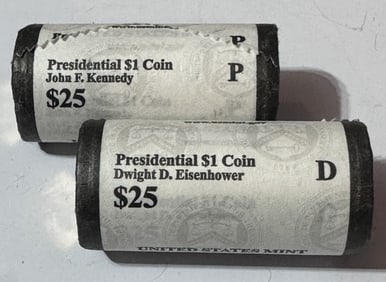 P
Presidential $1 Coin
John F. Kennedy
P
$25
Presidential $1 Coin
Dwight D. Eisenhower
D
$25
UNITED STATES MINT